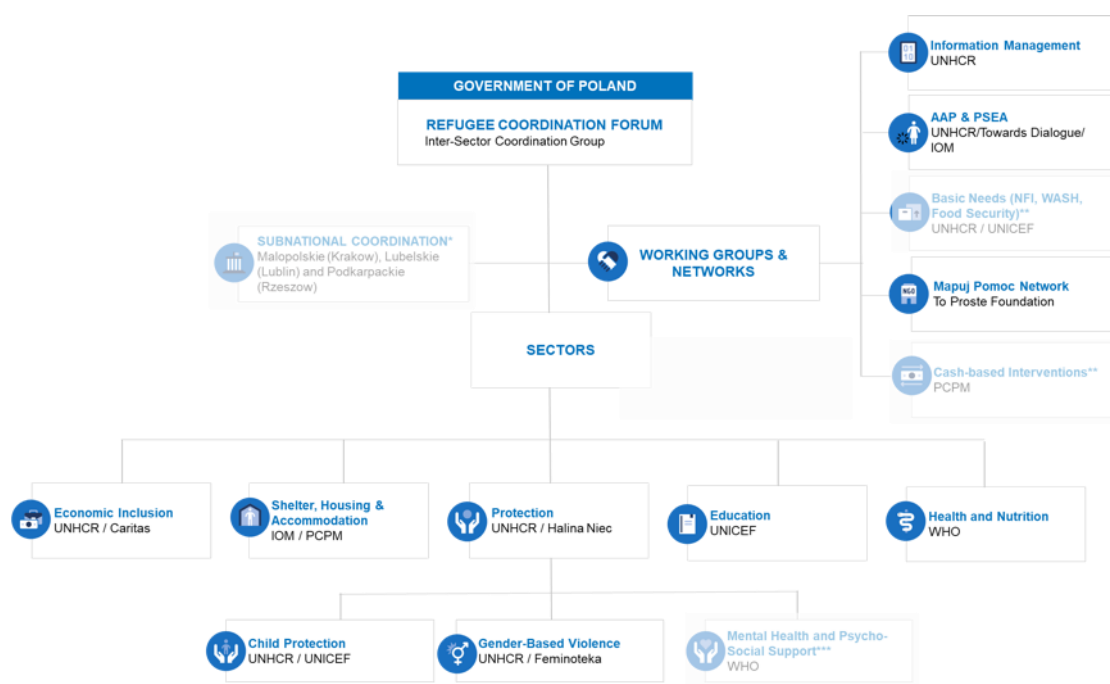 GOVERNMENT OF POLAND
REFUGEE COORDINATION FORUM
Inter-Sector Coordination Group
SUBNATIONAL COORDINATION*
Malopolskie (Krakow), Lubelskie
(Lublin) and Podkarpackie
(Rzeszow)
WORKING GROUPS &
NETWORKS
01
10
Information Management
UNHCR
AAP & PSEA
UNHCR/Towards Dialogue/
IOM
Basic Needs (NFI, WASH,
Food Security)**
UNHCR / UNICEF
NGO
Mapuj Pomoc Network
To Proste Foundation
Cash-based Interventions**
PCPM
SECTORS
Economic Inclusion
UNHCR / Caritas
Shelter, Housing &
Accommodation
IOM / PCPM
Protection
UNHCR / Halina Niec
Education
UNICEF
Health and Nutrition
WHO
Child Protection
UNHCR / UNICEF
Gender-Based Violence
UNHCR / Feminoteka
Mental Health and Psycho-
Social Support***
WHO